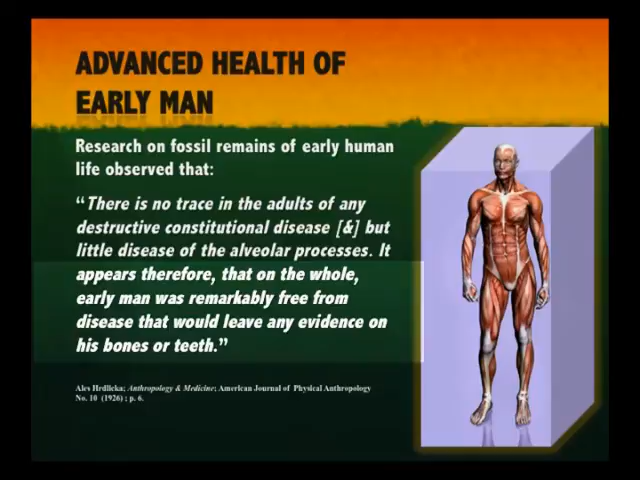 ADVANCED HEALTH OF
EARLY MAN
Research on fossil remains of early human
life observed that:
“There is no trace in the adults of any
destructive constitutional disease [&] but
little disease of the alveolar processes. It
appears therefore, that on the whole,
early man was remarkably free from
disease that would leave any evidence on
his bones or teeth.”
Ales Hrdlicka; Anthropology & Medicine; American Journal of Physical Anthropology
No. 10 (1926) ; p. 6.